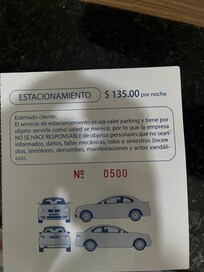 ESTACIONAMIENTO $ 135.00 por noche
Estimado cliente:
El servicio de estacionamiento es via valet parking y tiene por
objeto servirle como usted se merece, por lo que la empresa
NO SE HACE RESPONSABLE de objetos personales que no sean
informados, daños, fallas mecánicas, robo o siniestros (incen-
dios, temblores, derrumbes, manifestaciones y actos vandáli-
cos).
Nº 0500